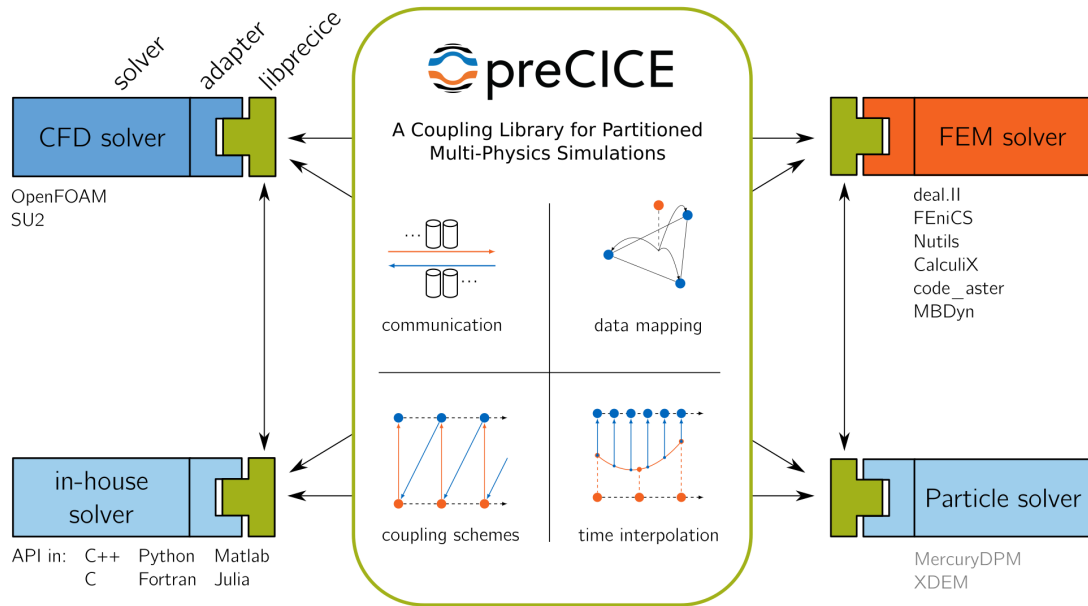 solver
adapter
libprecice
CFD solver
OpenFOAM
SU2
preCICE
A Coupling Library for Partitioned
Multi-Physics Simulations
...
...
communication
data mapping
coupling schemes
time interpolation
FEM solver
deal.II
FEniCS
Nutils
CalculiX
code_aster
MBDyn
in-house
solver
API in: C++ Python Matlab
C Fortran Julia
Particle solver
MercuryDPM
XDEM